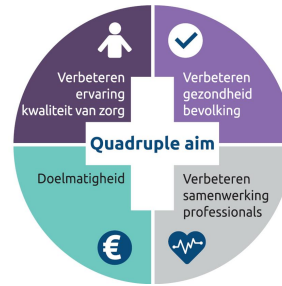 Verbeteren
ervaring
kwaliteit van zorg
Verbeteren
gezondheid
bevolking
Quadruple aim
Doelmatigheid
€
Verbeteren
samenwerking
professionals